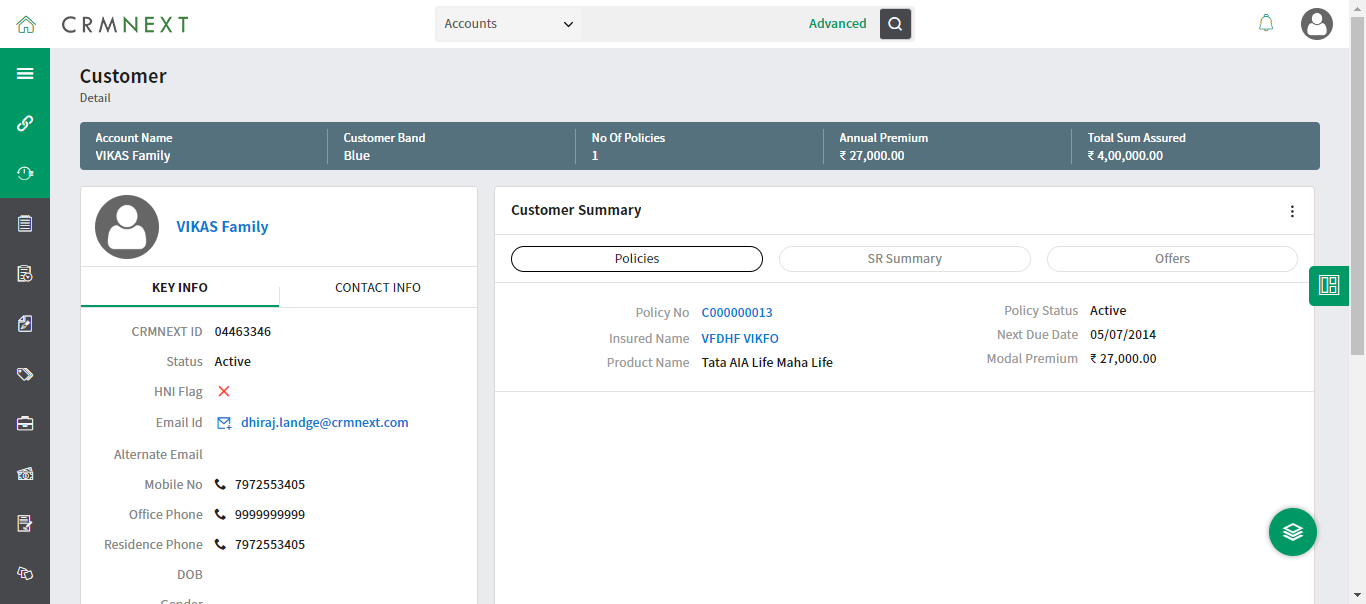 CRMNEXT
Accounts
Advanced
Customer
Detail
Account Name
VIKAS Family
Customer Band
Blue
No Of Policies
1
Annual Premium
₹ 27,000.00
Total Sum Assured
₹ 4,00,000.00
VIKAS Family
KEY INFO
CONTACT INFO
CRMNEXT ID 04463346
Status Active
HNI Flag
Email Id dhiraj.landge@crmnext.com
Alternate Email
Mobile No 7972553405
Office Phone 9999999999
Residence Phone 7972553405
DOB
Gender
Customer Summary
Policies
SR Summary
Offers
Policy No C000000013
Insured Name VFDHF VIKFO
Product Name Tata AIA Life Maha Life
Policy Status Active
Next Due Date 05/07/2014
Modal Premium ₹ 27,000.00